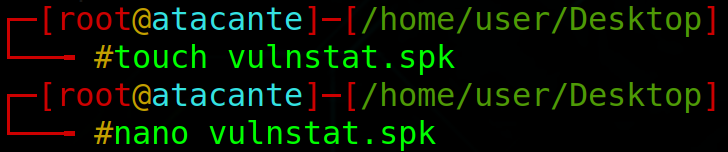 ┌─[root@atacante]─[/home/user/Desktop]
└──╼ #touch vulnstat.spk
┌─[root@atacante]─[/home/user/Desktop]
└──╼ #nano vulnstat.spk